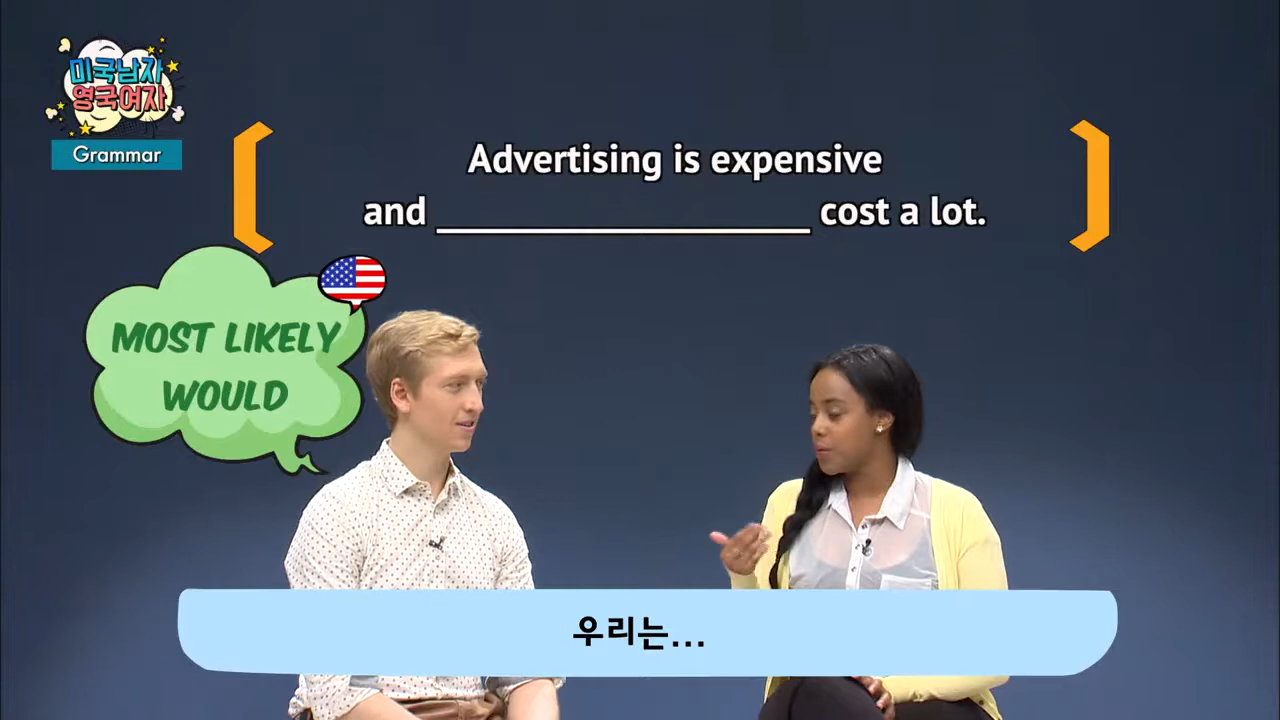 미국남자
영국여자
Grammar
Advertising is expensive
and ____________________ cost a lot.
MOST LIKELY
WOULD
우리는...